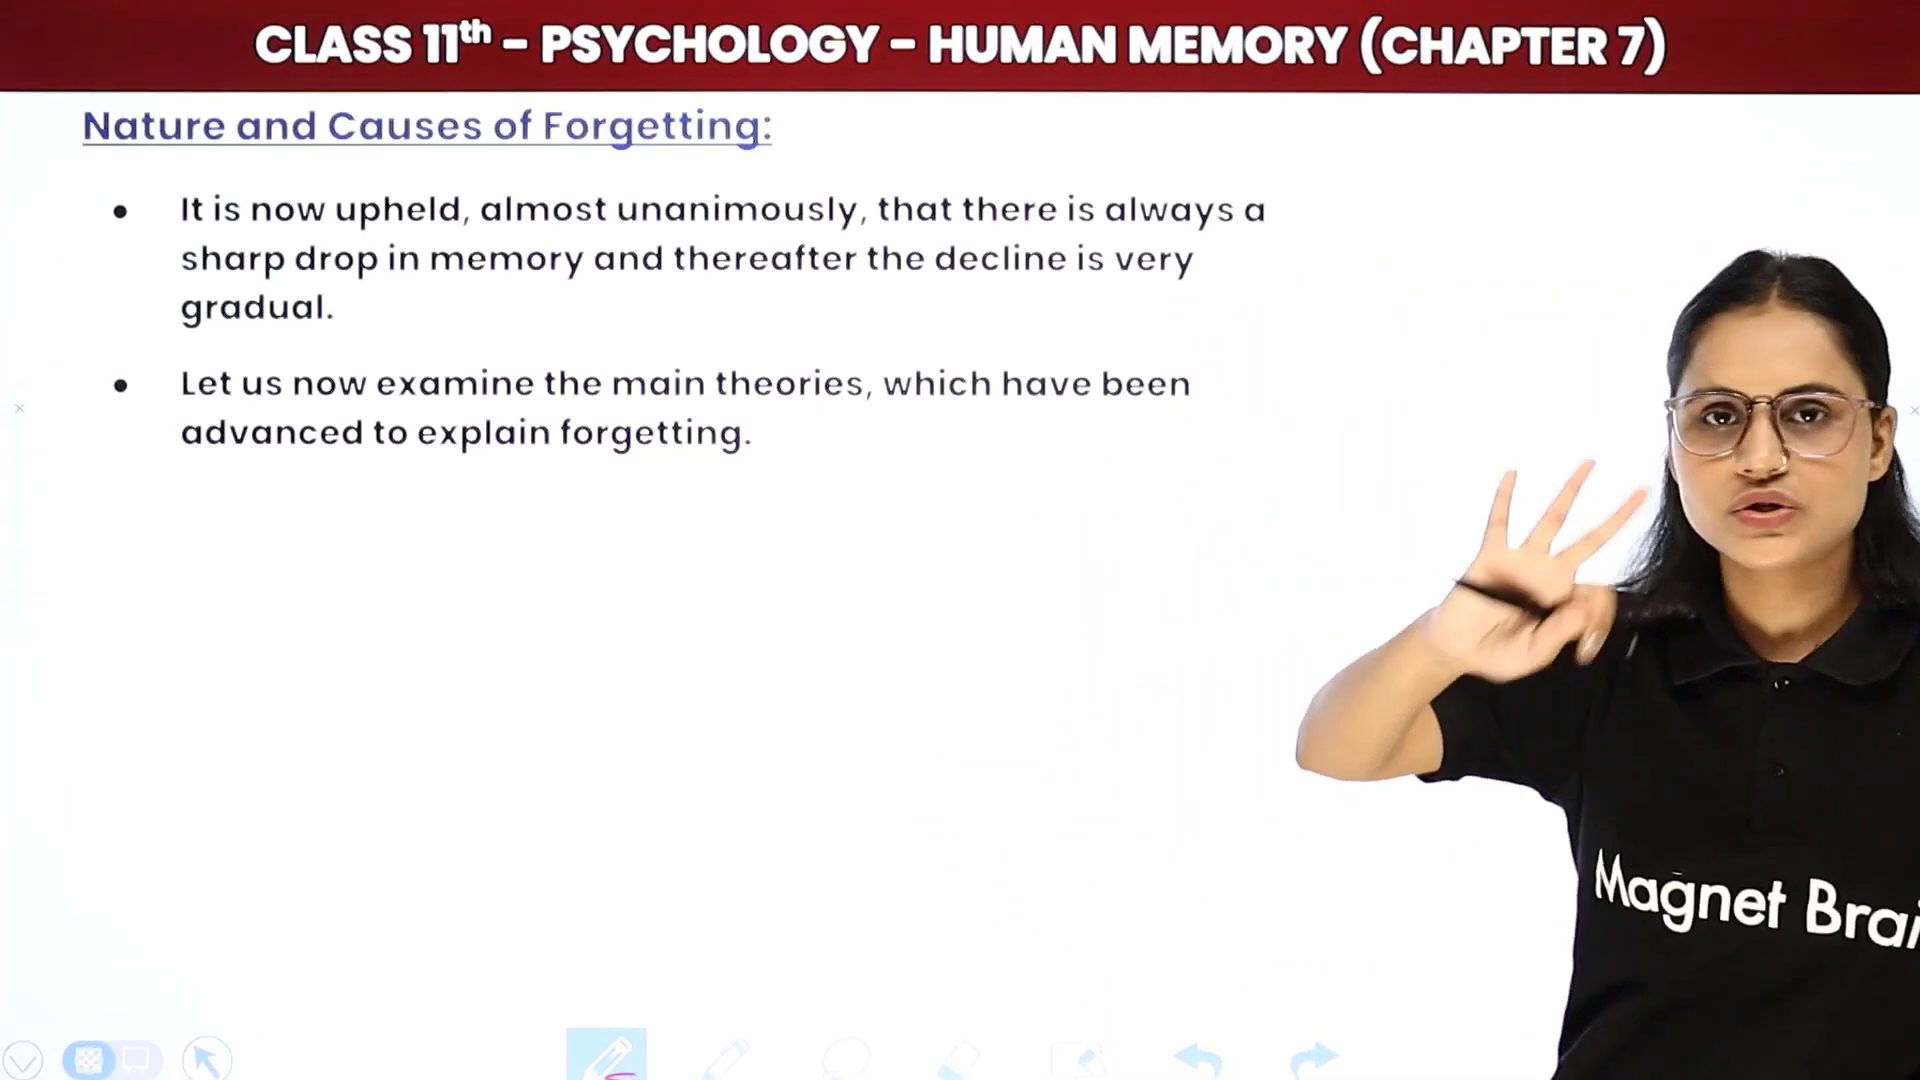 CLASS 11th – PSYCHOLOGY – HUMAN MEMORY (CHAPTER 7)
Nature and Causes of Forgetting:
• It is now upheld, almost unanimously, that there is always a
sharp drop in memory and thereafter the decline is very
gradual.
• Let us now examine the main theories, which have been
advanced to explain forgetting.
Magnet Brai